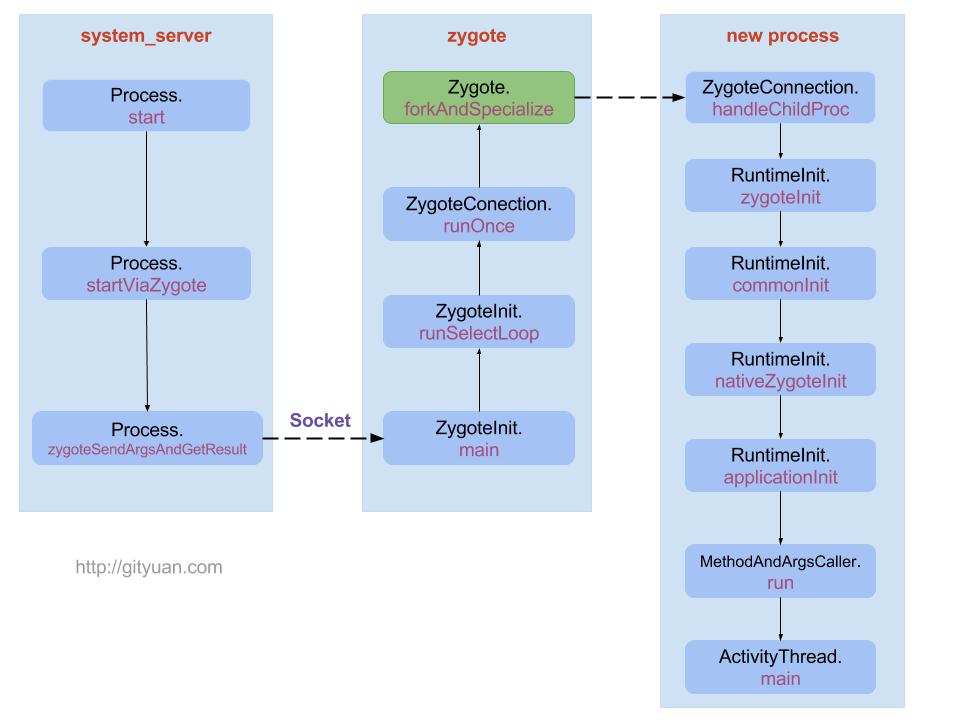 system_server
Process.
start
Process.
startViaZygote
Process.
zygoteSendArgsAndGetResult
Socket
zygote
Zygote.
forkAndSpecialize
ZygoteConection.
runOnce
ZygoteInit.
runSelectLoop
ZygoteInit.
main
new process
ZygoteConnection.
handleChildProc
RuntimeInit.
zygoteInit
RuntimeInit.
commonInit
RuntimeInit.
nativeZygoteInit
RuntimeInit.
applicationInit
MethodAndArgsCaller.
run
ActivityThread.
main
http://gityuan.com